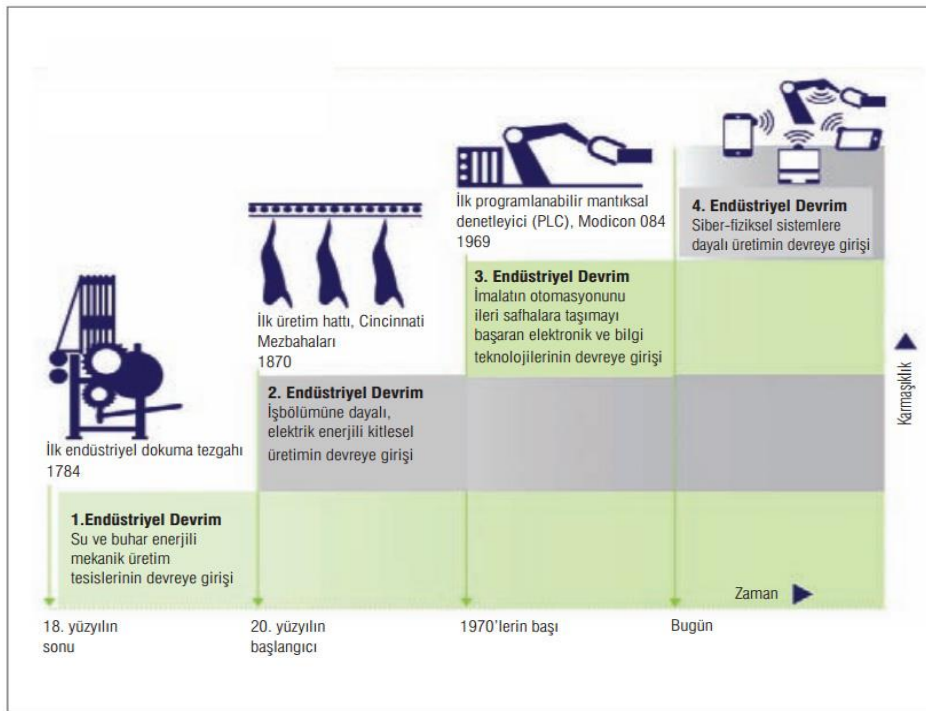 İlk endüstriyel dokuma tezgahı
1784
1.Endüstriyel Devrim
Su ve buhar enerjili
mekanik üretim
tesislerinin devreye girişi
18. yüzyılın
sonu
İlk üretim hattı, Cincinnati
Mezbahaları
1870
2. Endüstriyel Devrim
İşbölümüne dayalı,
elektrik enerjili kitlesel
üretimin devreye girişi
20. yüzyılın
başlangıcı
İlk programlanabilir mantıksal
denetleyici (PLC), Modicon 084
1969
3. Endüstriyel Devrim
İmalatın otomasyonunu
ileri safhalara taşımayı
başaran elektronik ve bilgi
teknolojilerinin devreye girişi
1970'lerin başı
4. Endüstriyel Devrim
Siber-fiziksel sistemlere
dayalı üretimin devreye girişi
Bugün
Zaman
Karmaşıklık